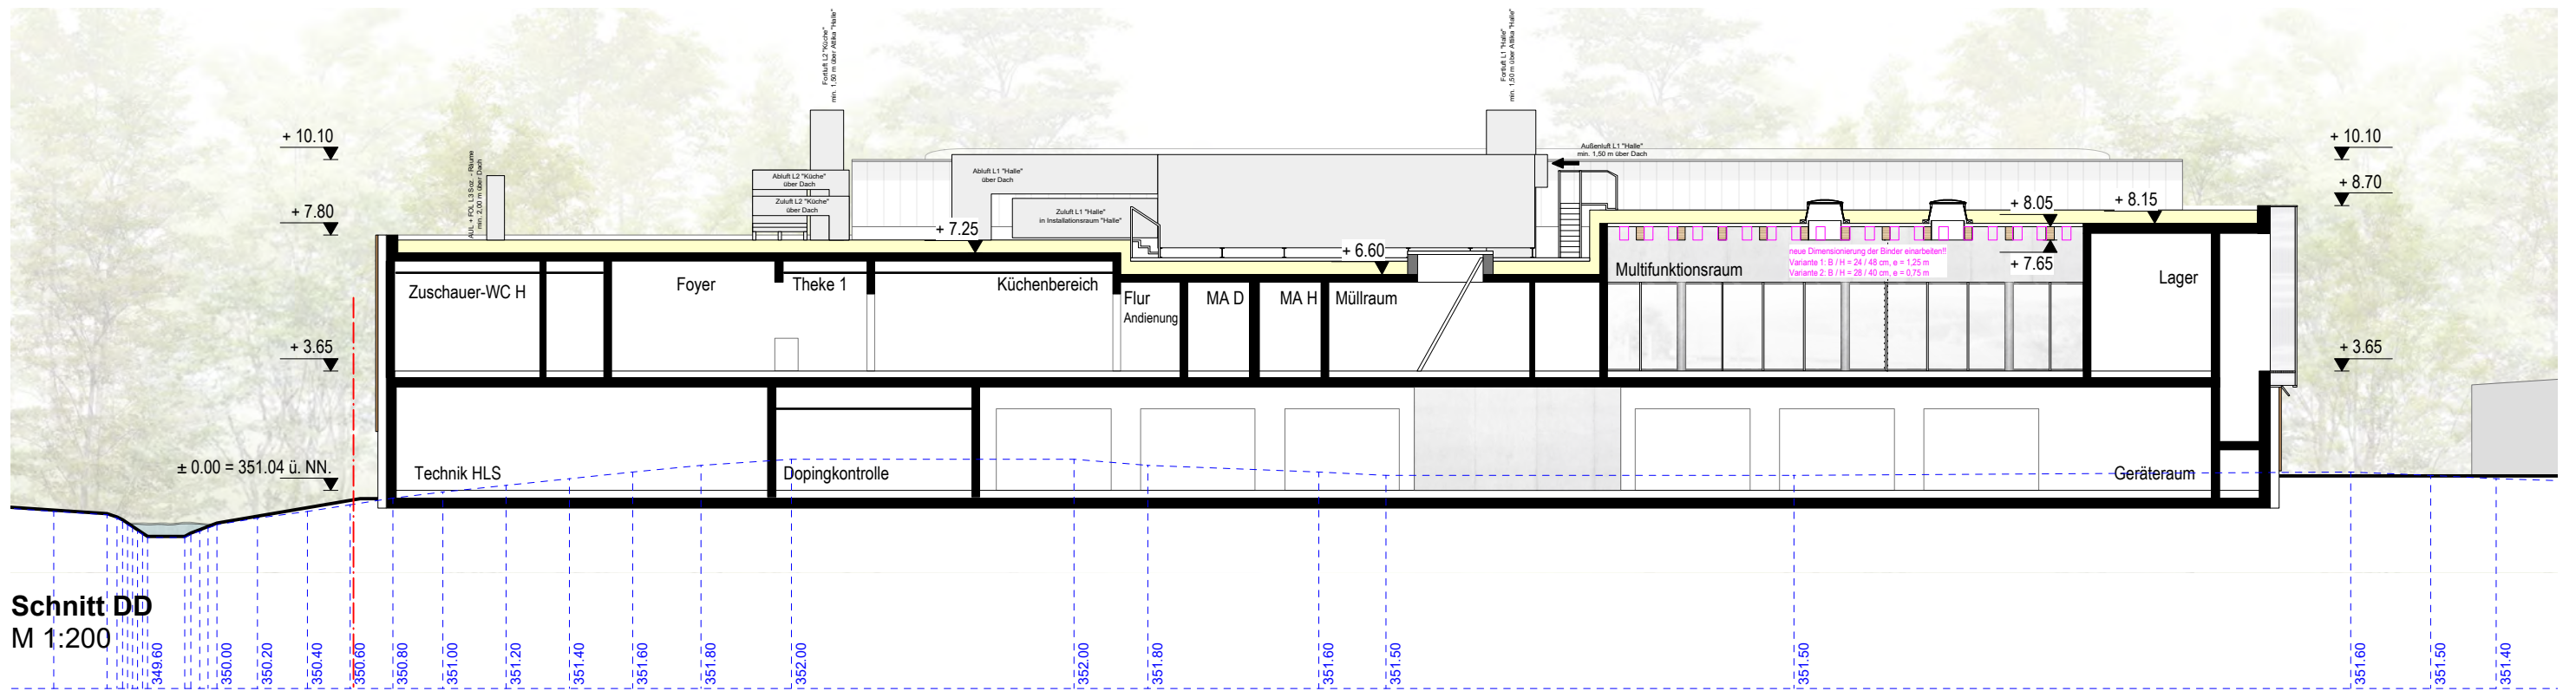 Fortluft L2 "Küche"
min. 1,50 m über Attika "Halle"
Fortluft L1 "Halle"
min. 1,50 m über Attika "Halle"
+ 10.10
+ 7.80
+ 3.65
± 0.00 = 351.04 ü. NN.
AUL + FOL L3 Soz. - Räume
min. 2,00 m über Dach
Abluft L2 "Küche"
über Dach
Zuluft L2 "Küche"
über Dach
Abluft L1 "Halle"
über Dach
Zuluft L1 "Halle"
in Installationsraum "Halle"
Außenluft L1 "Halle"
min. 1,50 m über Dach
+ 7.25
+ 6.60
+ 8.05
+ 8.15
+ 7.65
+ 10.10
+ 8.70
+ 3.65
neue Dimensionierung der Binder einarbeiten!!
Variante 1: B / H = 24 / 48 cm, e = 1,25 m
Variante 2: B / H = 28 / 40 cm, e = 0,75 m
Zuschauer-WC H
Foyer
Theke 1
Küchenbereich
Flur
Andienung
MA D
MA H
Müllraum
Multifunktionsraum
Lager
Technik HLS
Dopingkontrolle
Geräteraum
Schnitt DD
M 1:200
349.60
350.00
350.20
350.40
350.60
350.80
351.00
351.20
351.40
351.60
351.80
352.00
352.00
351.80
351.60
351.50
351.50
351.60
351.50
351.40